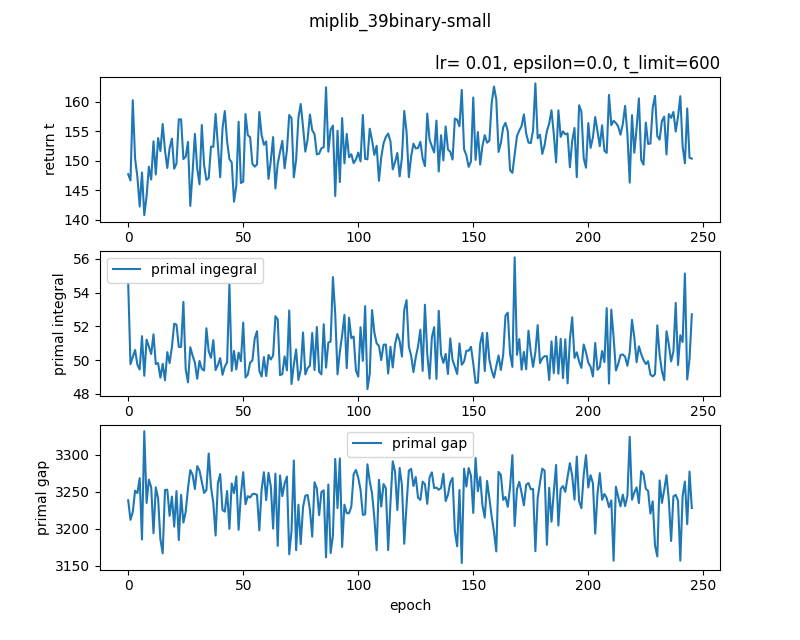 miplib_39binary-small
lr= 0.01, epsilon=0.0, t_limit=600
return t
160
155
150
145
140
0 50 100 150 200 250
primal integral
primal ingegral
56
54
52
50
48
0 50 100 150 200 250
primal gap
primal gap
3300
3250
3200
3150
0 50 100 150 200 250
epoch